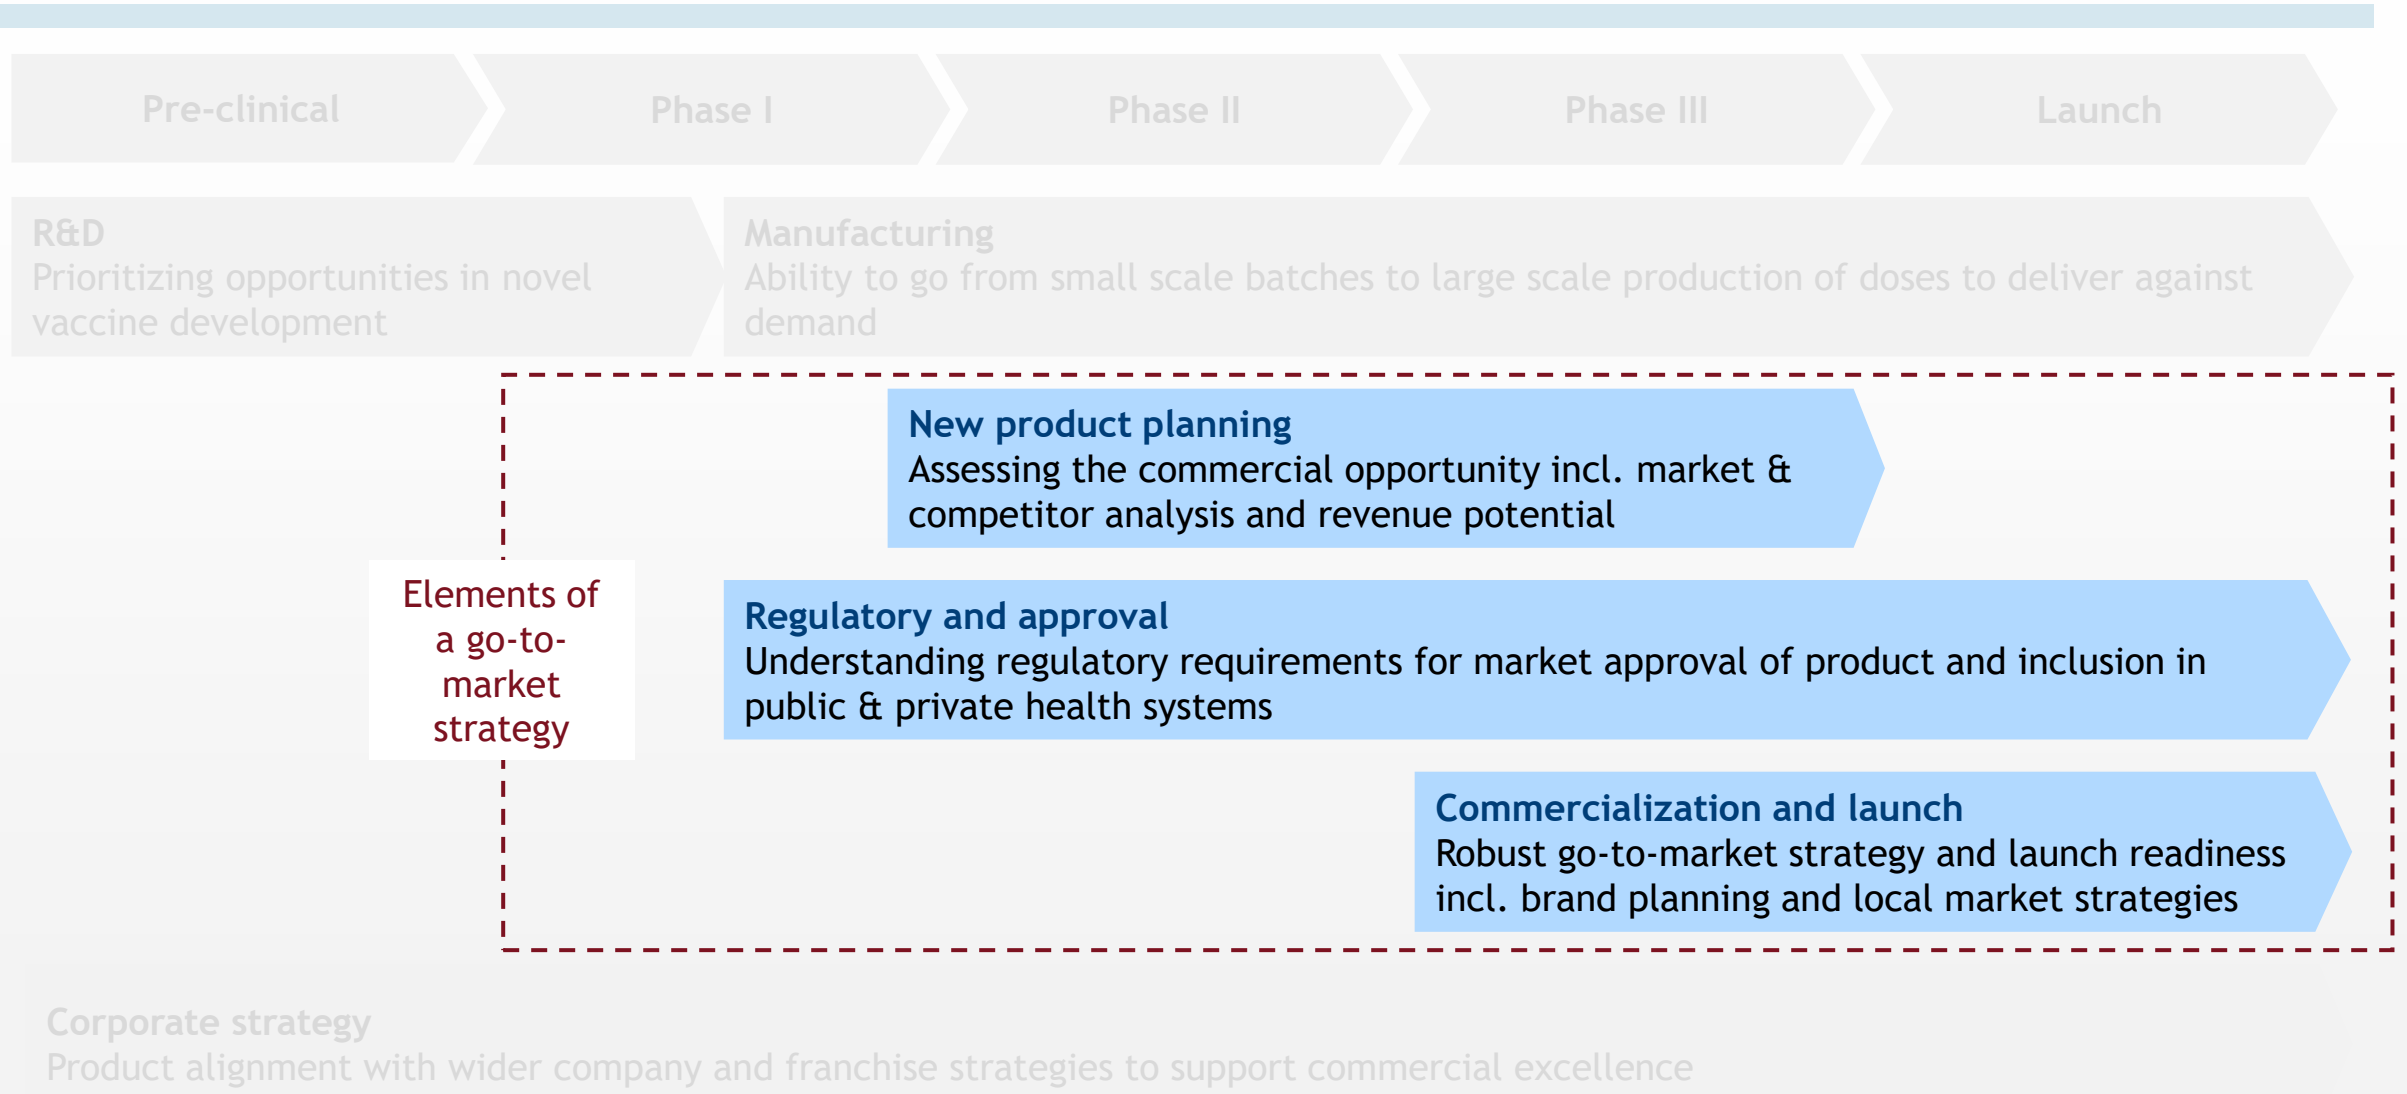 Pre-clinical
Phase I
Phase II
Phase III
Launch
R&D
Prioritizing opportunities in novel
vaccine development
Manufacturing
Ability to go from small scale batches to large scale production of doses to deliver against
demand
New product planning
Assessing the commercial opportunity incl. market &
competitor analysis and revenue potential
Elements of
a go-to-
market
strategy
Regulatory and approval
Understanding regulatory requirements for market approval of product and inclusion in
public & private health systems
Commercialization and launch
Robust go-to-market strategy and launch readiness
incl. brand planning and local market strategies
Corporate strategy
Product alignment with wider company and franchise strategies to support commercial excellence